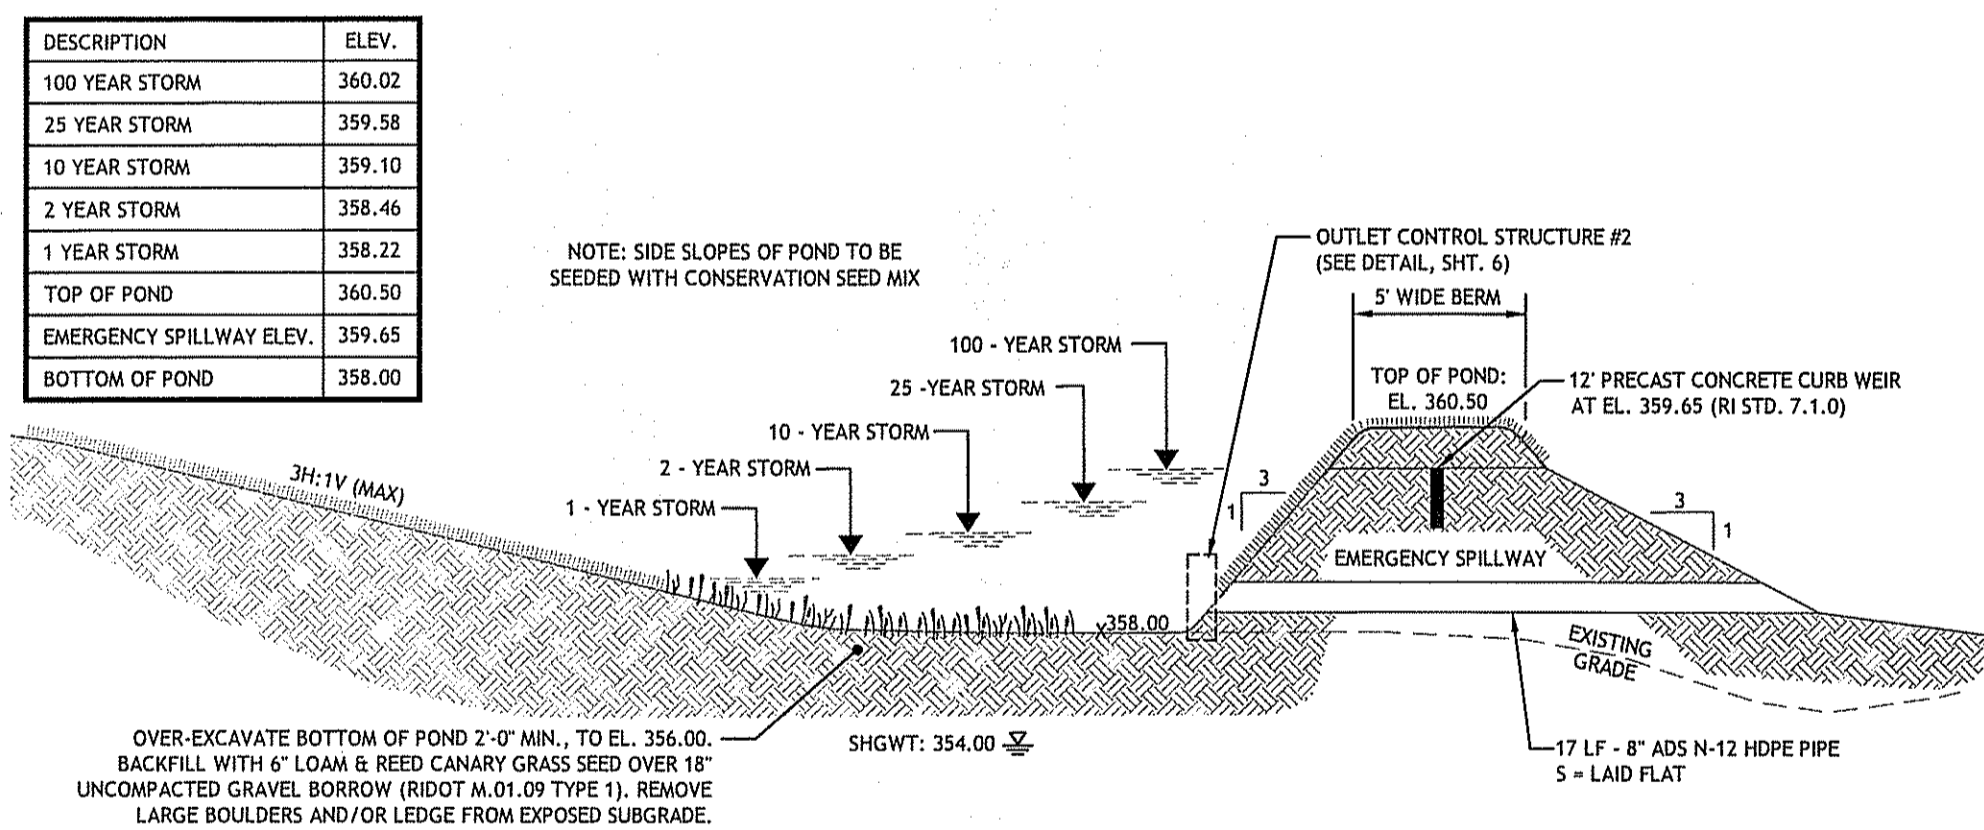 DESCRIPTION ELEV.
100 YEAR STORM 360.02
25 YEAR STORM 359.58
10 YEAR STORM 359.10
2 YEAR STORM 358.46
1 YEAR STORM 358.22
TOP OF POND 360.50
EMERGENCY SPILLWAY ELEV. 359.65
BOTTOM OF POND 358.00
NOTE: SIDE SLOPES OF POND TO BE
SEEDED WITH CONSERVATION SEED MIX
OUTLET CONTROL STRUCTURE #2
(SEE DETAIL, SHT. 6)
5' WIDE BERM
100 - YEAR STORM
25 -YEAR STORM
10 - YEAR STORM
2 - YEAR STORM
1 - YEAR STORM
TOP OF POND:
EL. 360.50
12' PRECAST CONCRETE CURB WEIR
AT EL. 359.65 (RI STD. 7.1.0)
3H:1V (MAX)
3
1
3
1
EMERGENCY SPILLWAY
358.00
EXISTING
GRADE
OVER-EXCAVATE BOTTOM OF POND 2'-0" MIN., TO EL. 356.00.
BACKFILL WITH 6" LOAM & REED CANARY GRASS SEED OVER 18"
UNCOMPACTED GRAVEL BORROW (RIDOT M.01.09 TYPE 1). REMOVE
LARGE BOULDERS AND/OR LEDGE FROM EXPOSED SUBGRADE.
SHGWT: 354.00
17 LF - 8" ADS N-12 HDPE PIPE
S = LAID FLAT